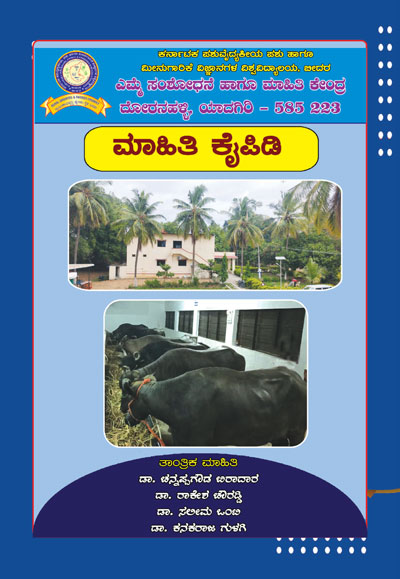 ಕರ್ನಾಟಕ ಪಶುವೈದ್ಯಕೀಯ ಪಶು ಹಾಗೂ
ಮೀನುಗಾರಿಕೆ ವಿಜ್ಞಾನಗಳ ವಿಶ್ವವಿದ್ಯಾಲಯ, ಬೀದರ
ಎಮ್ಮೆ ಸಂಶೋಧನೆ ಹಾಗೂ ಮಾಹಿತಿ ಕೇಂದ್ರ
ದೋರನಹಳ್ಳಿ, ಯಾದಗಿರಿ – 585 223
ಮಾಹಿತಿ ಕೈಪಿಡಿ
ತಾಂತ್ರಿಕ ಮಾಹಿತಿ
ಡಾ. ಚನ್ನಪ್ಪಗೌಡ ಬಿರಾದಾರ
ಡಾ. ರಾಕೇಶ ಚೌರಡ್ಡಿ
ಡಾ. ಸಲೀಮ ಒಂಟಿ
ಡಾ. ಕನಕರಾಜ ಗುಳಗಿ